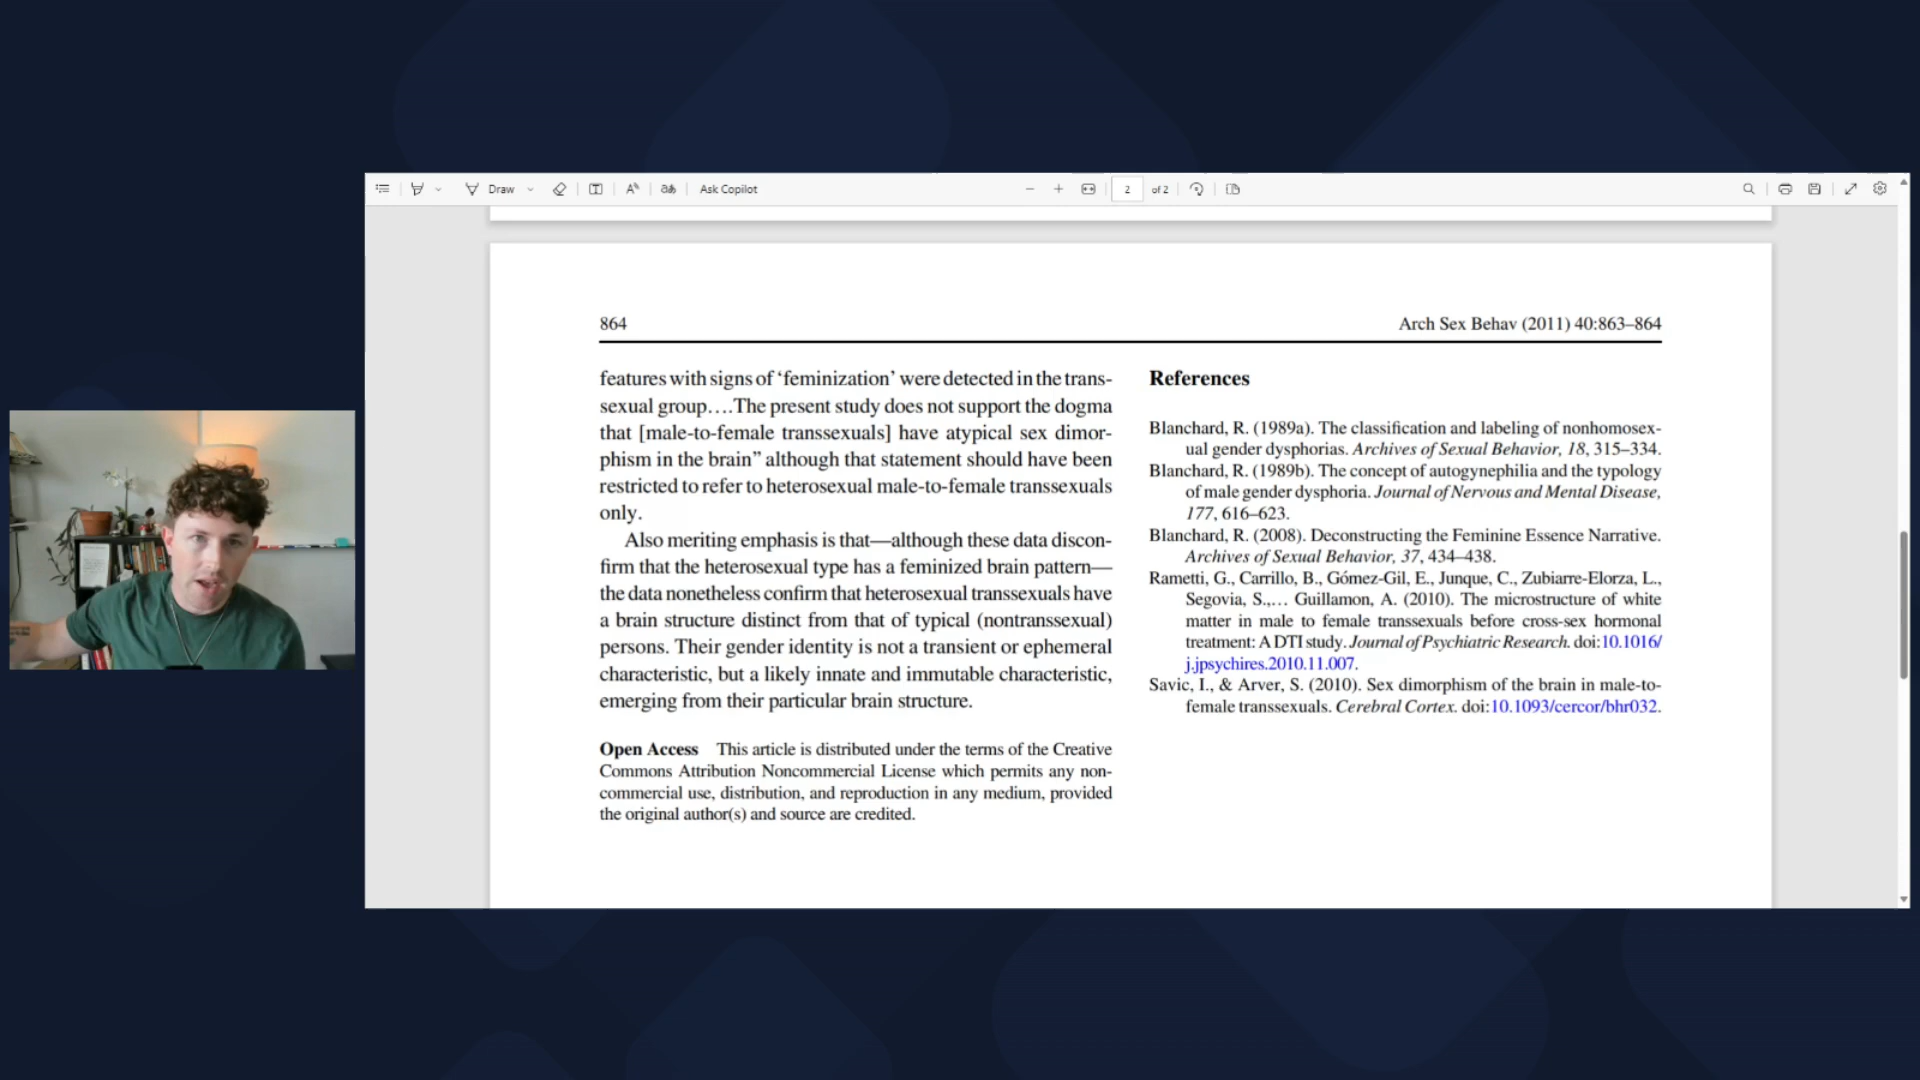 Draw
Ask Copilot
2
of 2
864
Arch Sex Behav (2011) 40:863–864
features with signs of ‘feminization’ were detected in the trans-
sexual group….The present study does not support the dogma
that [male-to-female transsexuals] have atypical sex dimor-
phism in the brain” although that statement should have been
restricted to refer to heterosexual male-to-female transsexuals
only.
Also meriting emphasis is that—although these data discon-
firm that the heterosexual type has a feminized brain pattern—
the data nonetheless confirm that heterosexual transsexuals have
a brain structure distinct from that of typical (nontranssexual)
persons. Their gender identity is not a transient or ephemeral
characteristic, but a likely innate and immutable characteristic,
emerging from their particular brain structure.
Open Access This article is distributed under the terms of the Creative
Commons Attribution Noncommercial License which permits any non-
commercial use, distribution, and reproduction in any medium, provided
the original author(s) and source are credited.
References
Blanchard, R. (1989a). The classification and labeling of nonhomosex-
ual gender dysphorias. Archives of Sexual Behavior, 18, 315–334.
Blanchard, R. (1989b). The concept of autogynephilia and the typology
of male gender dysphoria. Journal of Nervous and Mental Disease,
177, 616–623.
Blanchard, R. (2008). Deconstructing the Feminine Essence Narrative.
Archives of Sexual Behavior, 37, 434–438.
Rametti, G., Carrillo, B., Gómez-Gil, E., Junque, C., Zubiarre-Elorza, L.,
Segovia, S.,… Guillamon, A. (2010). The microstructure of white
matter in male to female transsexuals before cross-sex hormonal
treatment: A DTI study. Journal of Psychiatric Research. doi:10.1016/
j.jpsychires.2010.11.007.
Savic, I., & Arver, S. (2010). Sex dimorphism of the brain in male-to-
female transsexuals. Cerebral Cortex. doi:10.1093/cercor/bhr032.